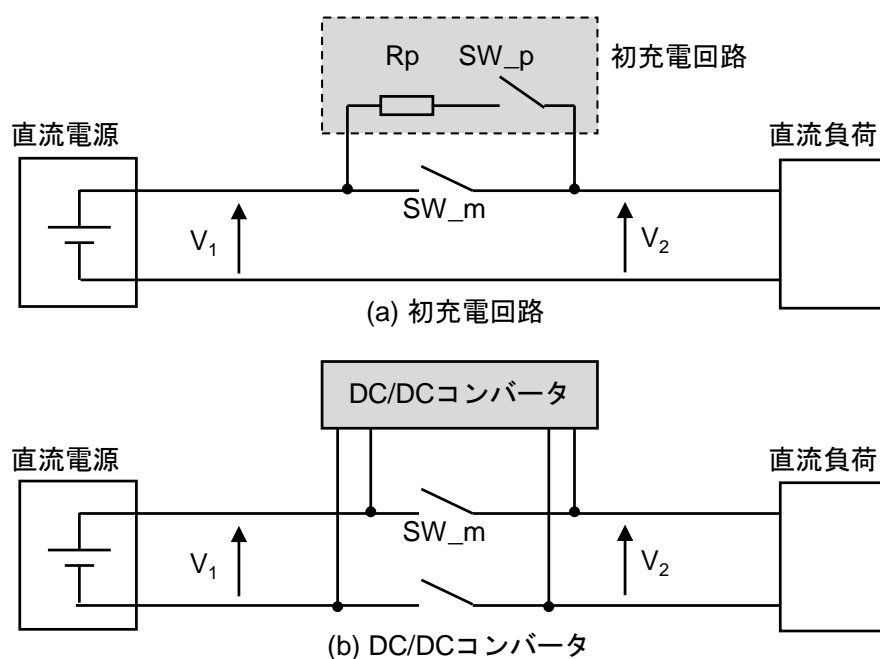 Rp SW_p 初充電回路
直流電源 直流負荷
SW_m
V1 V2
(a) 初充電回路
DC/DCコンバータ
直流電源 直流負荷
SW_m
V1 V2
(b) DC/DCコンバータ